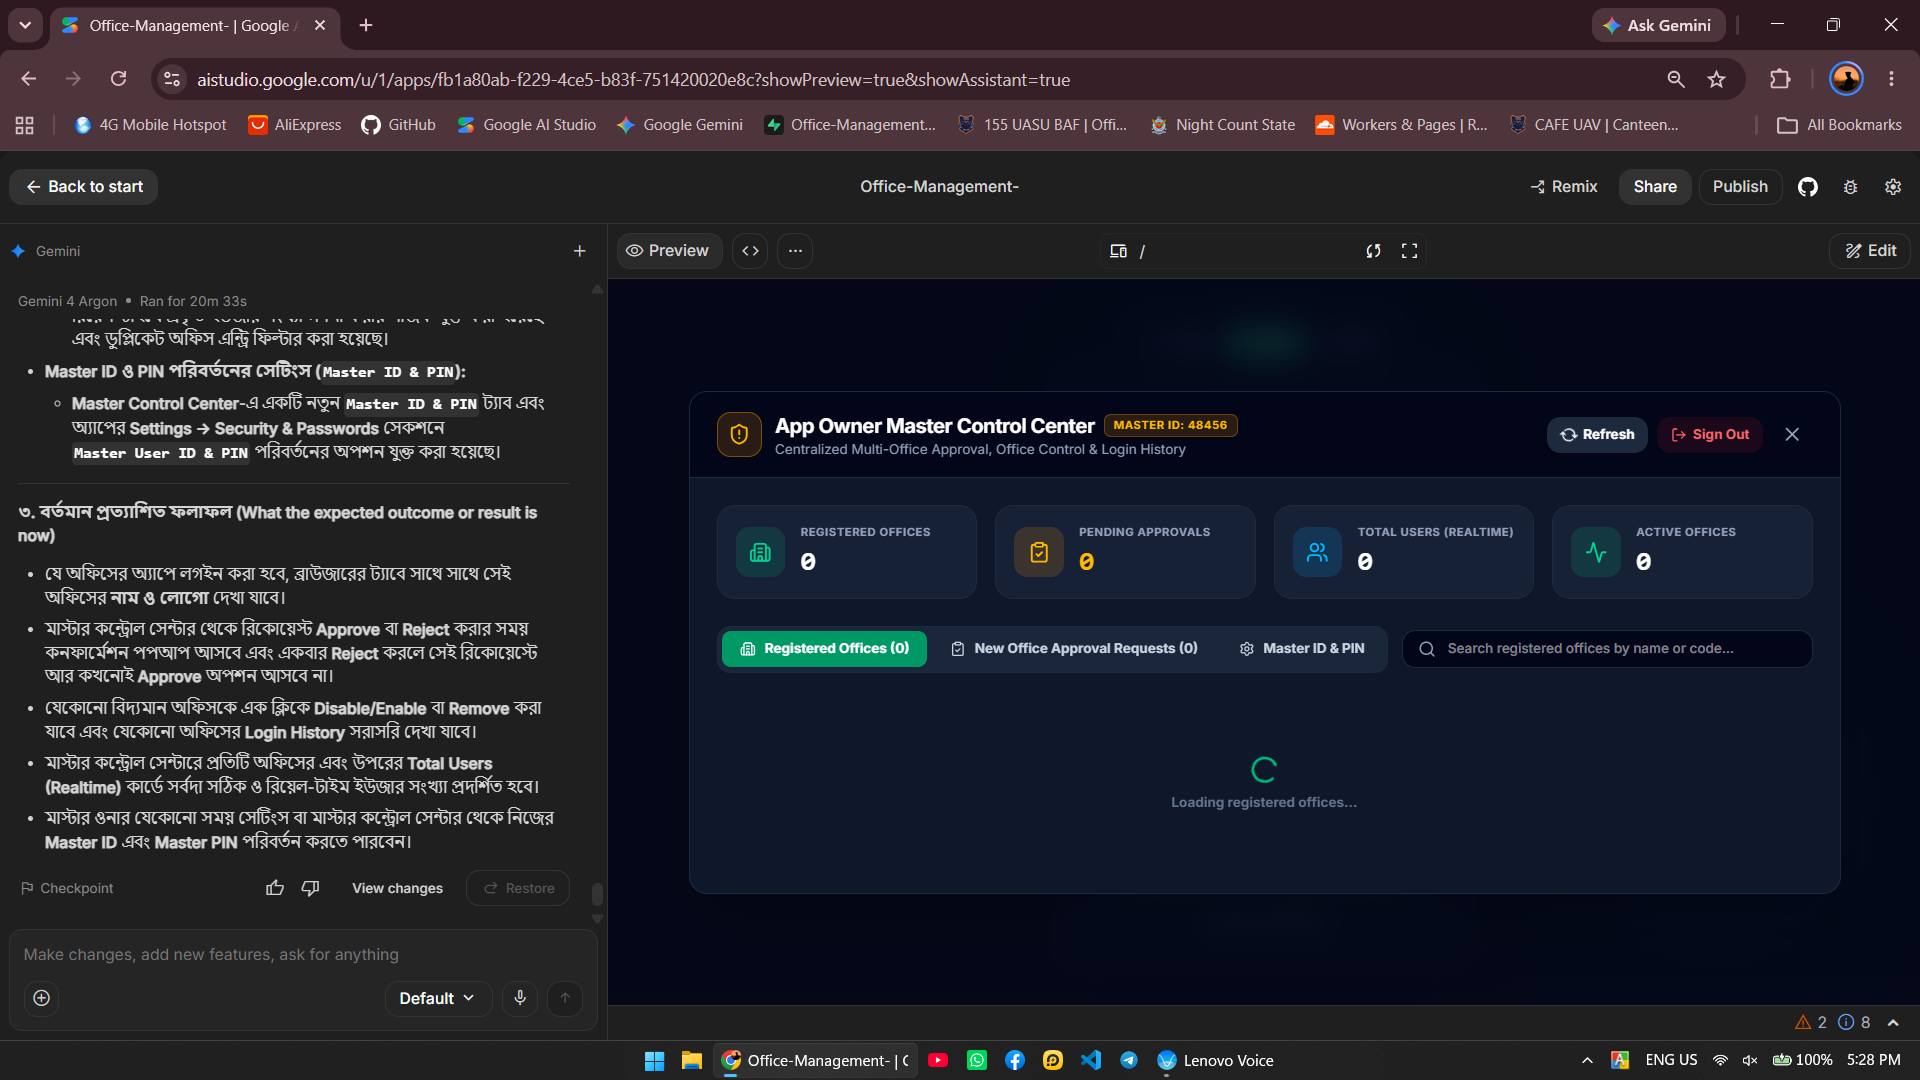 Office-Management- | Google A
Ask Gemini
aistudio.google.com/u/1/apps/fb1a80ab-f229-4ce5-b83f-751420020e8c?showPreview=true&showAssistant=true
4G Mobile Hotspot
AliExpress
GitHub
Google AI Studio
Google Gemini
Office-Management...
155 UASU BAF | Offi...
Night Count State
Workers & Pages | R...
CAFE UAV | Canteen...
All Bookmarks
Back to start
Office-Management-
Remix
Share
Publish
Gemini
Preview
/
Edit
Gemini 4 Argon • Ran for 20m 33s
এবং ডুপ্লিকেট অফিস এন্ট্রি ফিল্টার করা হয়েছে।
• Master ID ও PIN পরিবর্তনের সেটিংস (Master ID & PIN):
◦ Master Control Center-এ একটি নতুন Master ID & PIN ট্যাব এবং
অ্যাপের Settings → Security & Passwords সেকশনে
Master User ID & PIN পরিবর্তনের অপশন যুক্ত করা হয়েছে।
৩. বর্তমান প্রত্যাশিত ফলাফল (What the expected outcome or result is
now)
• যে অফিসের অ্যাপে লগইন করা হবে, ব্রাউজারের ট্যাবে সাথে সাথে সেই
অফিসের নাম ও লোগো দেখা যাবে।
• মাস্টার কন্ট্রোল সেন্টার থেকে রিকোয়েস্ট Approve বা Reject করার সময়
কনফার্মেশন পপআপ আসবে এবং একবার Reject করলে সেই রিকোয়েস্টে
আর কখনোই Approve অপশন আসবে না।
• যেকোনো বিদ্যমান অফিসকে এক ক্লিকে Disable/Enable বা Remove করা
যাবে এবং যেকোনো অফিসের Login History সরাসরি দেখা যাবে।
• মাস্টার কন্ট্রোল সেন্টারে প্রতিটি অফিসের এবং উপরের Total Users
(Realtime) কার্ডে সর্বদা সঠিক ও রিয়েল-টাইম ইউজার সংখ্যা প্রদর্শিত হবে।
• মাস্টার ওনার যেকোনো সময় সেটিংস বা মাস্টার কন্ট্রোল সেন্টার থেকে নিজের
Master ID এবং Master PIN পরিবর্তন করতে পারবেন।
Checkpoint
View changes
Restore
Make changes, add new features, ask for anything
Default
App Owner Master Control Center
MASTER ID: 48456
Centralized Multi-Office Approval, Office Control & Login History
Refresh
Sign Out
REGISTERED OFFICES
0
PENDING APPROVALS
0
TOTAL USERS (REALTIME)
0
ACTIVE OFFICES
0
Registered Offices (0)
New Office Approval Requests (0)
Master ID & PIN
Search registered offices by name or code...
Loading registered offices...
2
8
Office-Management- | G
Lenovo Voice
ENG US
100%
5:28 PM